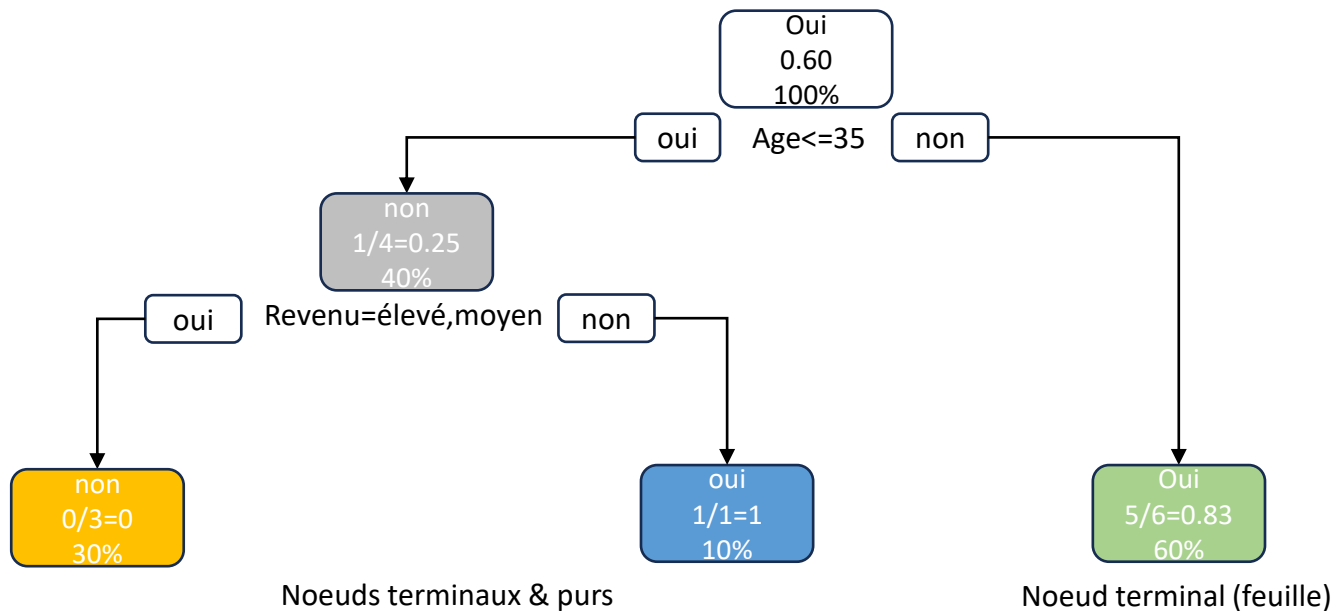 Oui
0.60
100%
oui
Age<=35
non
non
1/4=0.25
40%
oui
Revenu=élevé,moyen
non
non
0/3=0
30%
oui
1/1=1
10%
Oui
5/6=0.83
60%
Noeuds terminaux & purs
Noeud terminal (feuille)